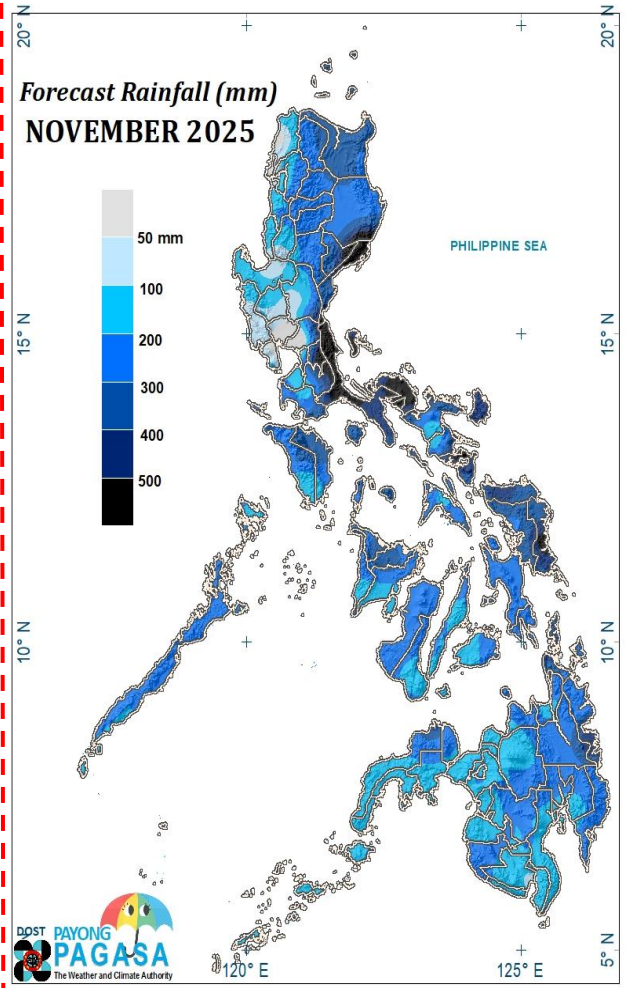 20° N
20° N
Forecast Rainfall (mm)
NOVEMBER 2025
50 mm
100
200
300
400
500
PHILIPPINE SEA
15° N
15° N
10° N
10° N
DOST
PAYONG
PAGASA
The Weather and Climate Authority
120° E
125° E
5° N